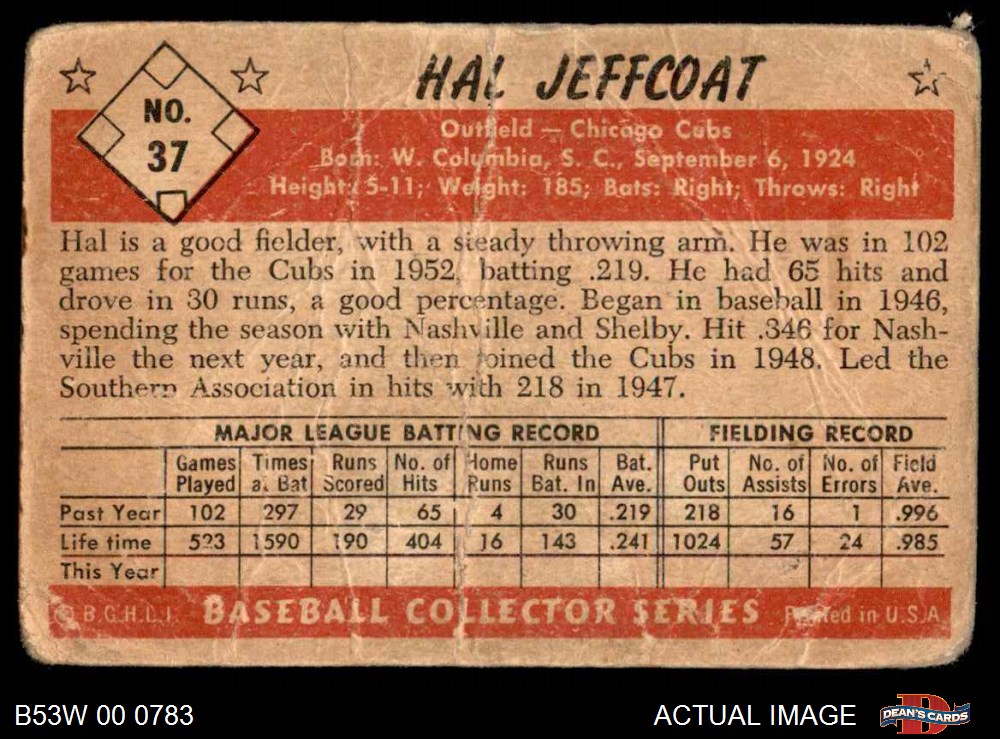 HAL JEFFCOAT
NO.
37
Outfield — Chicago Cubs
Born: W. Columbia, S. C., September 6, 1924
Height: 5-11; Weight: 185; Bats: Right; Throws: Right
Hal is a good fielder, with a steady throwing arm. He was in 102
games for the Cubs in 1952, batting .219. He had 65 hits and
drove in 30 runs, a good percentage. Began in baseball in 1946,
spending the season with Nashville and Shelby. Hit .346 for Nash-
ville the next year, and then joined the Cubs in 1948. Led the
Southern Association in hits with 218 in 1947.
MAJOR LEAGUE BATTING RECORD FIELDING RECORD
Games Times Runs No. of Home Runs Bat. Put No. of No. of Field
Played at Bat Scored Hits Runs Bat. In Ave. Outs Assists Errors Ave.
Past Year 102 297 29 65 4 30 .219 218 16 1 .996
Life time 523 1590 190 404 16 143 .241 1024 57 24 .985
This Year
© B.G.H.L.I. BASEBALL COLLECTOR SERIES Printed in U.S.A.
B53W 00 0783 ACTUAL IMAGE DEAN'S CARDS